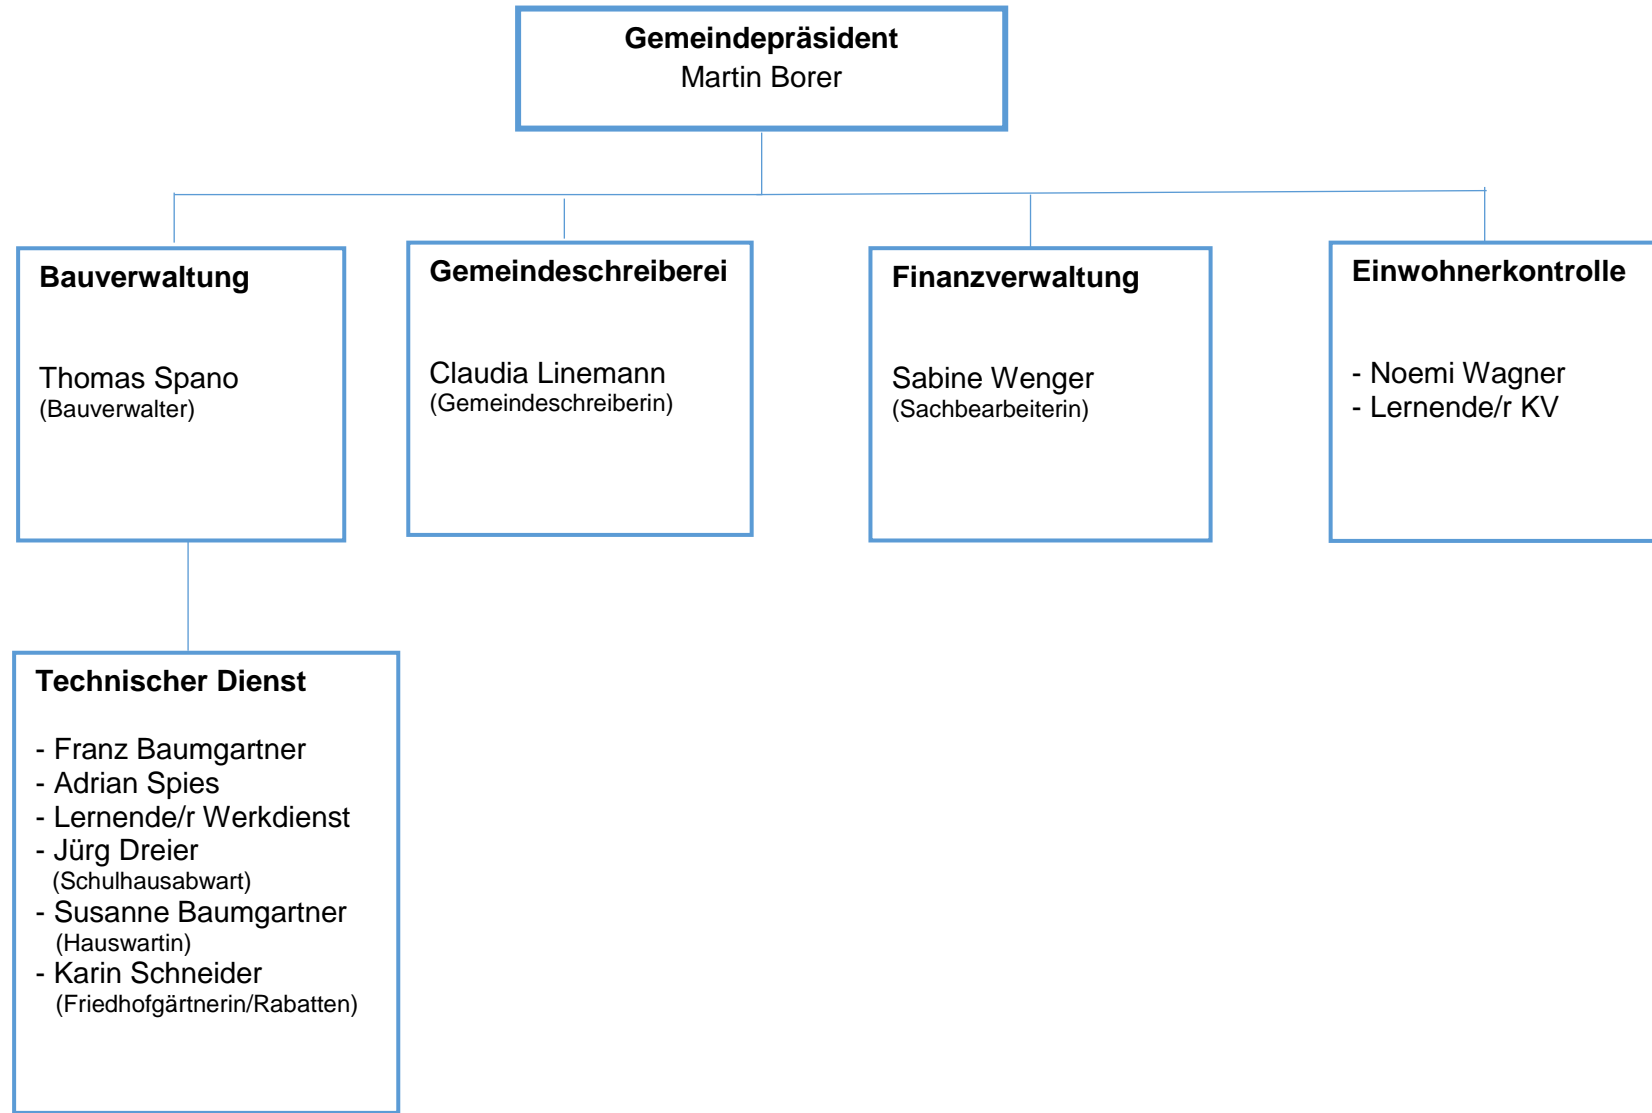 Gemeindepräsident
Martin Borer
Bauverwaltung
Thomas Spano
(Bauverwalter)
Gemeindeschreiberei
Claudia Linemann
(Gemeindeschreiberin)
Finanzverwaltung
Sabine Wenger
(Sachbearbeiterin)
Einwohnerkontrolle
- Noemi Wagner
- Lernende/r KV
Technischer Dienst
- Franz Baumgartner
- Adrian Spies
- Lernende/r Werkdienst
- Jürg Dreier
(Schulhausabwart)
- Susanne Baumgartner
(Hauswartin)
- Karin Schneider
(Friedhofgärtnerin/Rabatten)